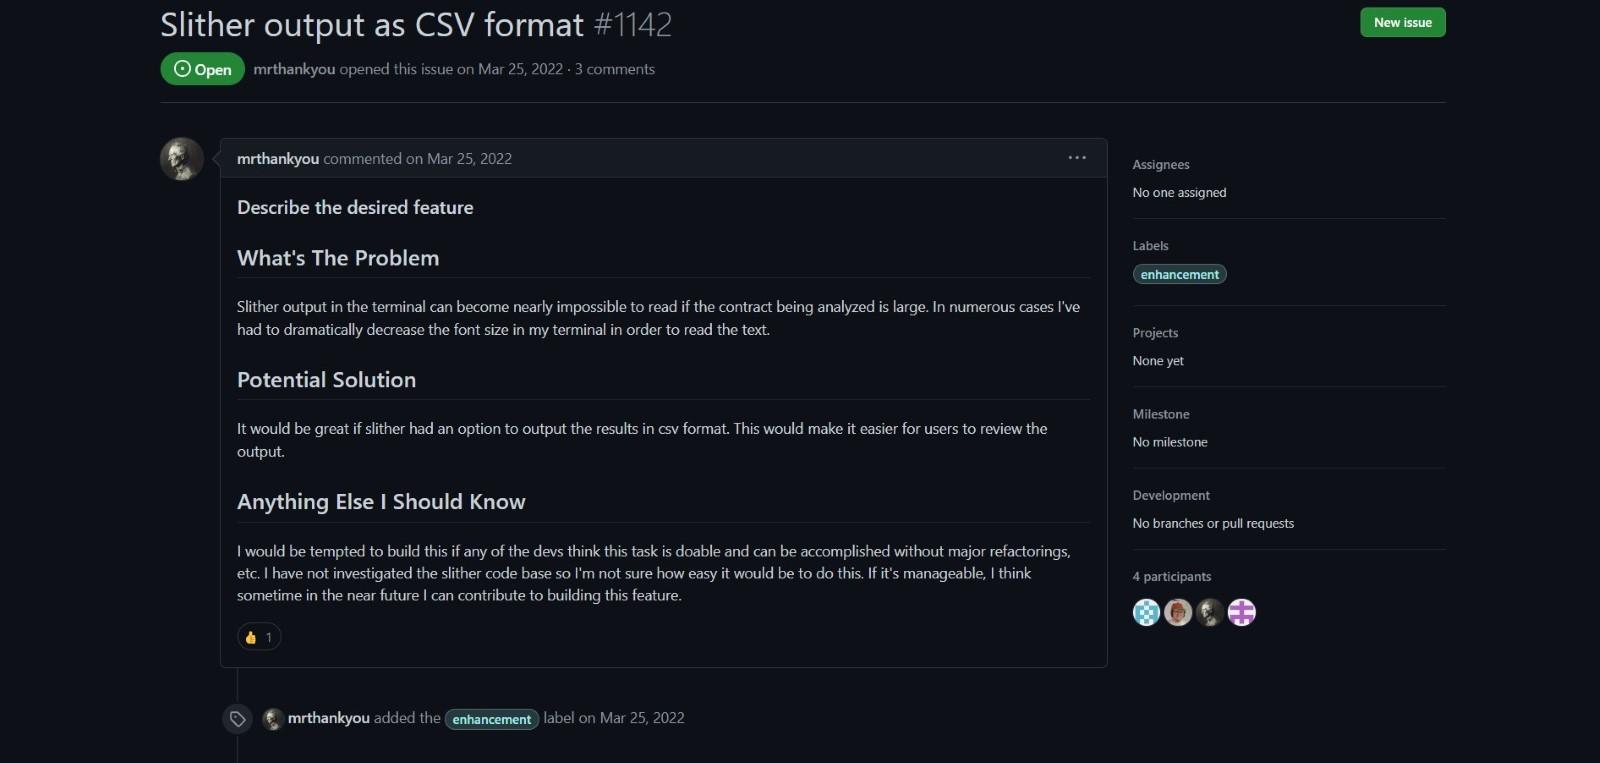 Slither output as CSV format #1142
New issue
Open
mrthankyou opened this issue on Mar 25, 2022 · 3 comments
mrthankyou commented on Mar 25, 2022
Describe the desired feature
What's The Problem
Slither output in the terminal can become nearly impossible to read if the contract being analyzed is large. In numerous cases I've
had to dramatically decrease the font size in my terminal in order to read the text.
Potential Solution
It would be great if slither had an option to output the results in csv format. This would make it easier for users to review the
output.
Anything Else I Should Know
I would be tempted to build this if any of the devs think this task is doable and can be accomplished without major refactorings,
etc. I have not investigated the slither code base so I'm not sure how easy it would be to do this. If it's manageable, I think
sometime in the near future I can contribute to building this feature.
👍 1
mrthankyou added the enhancement label on Mar 25, 2022
Assignees
No one assigned
Labels
enhancement
Projects
None yet
Milestone
No milestone
Development
No branches or pull requests
4 participants